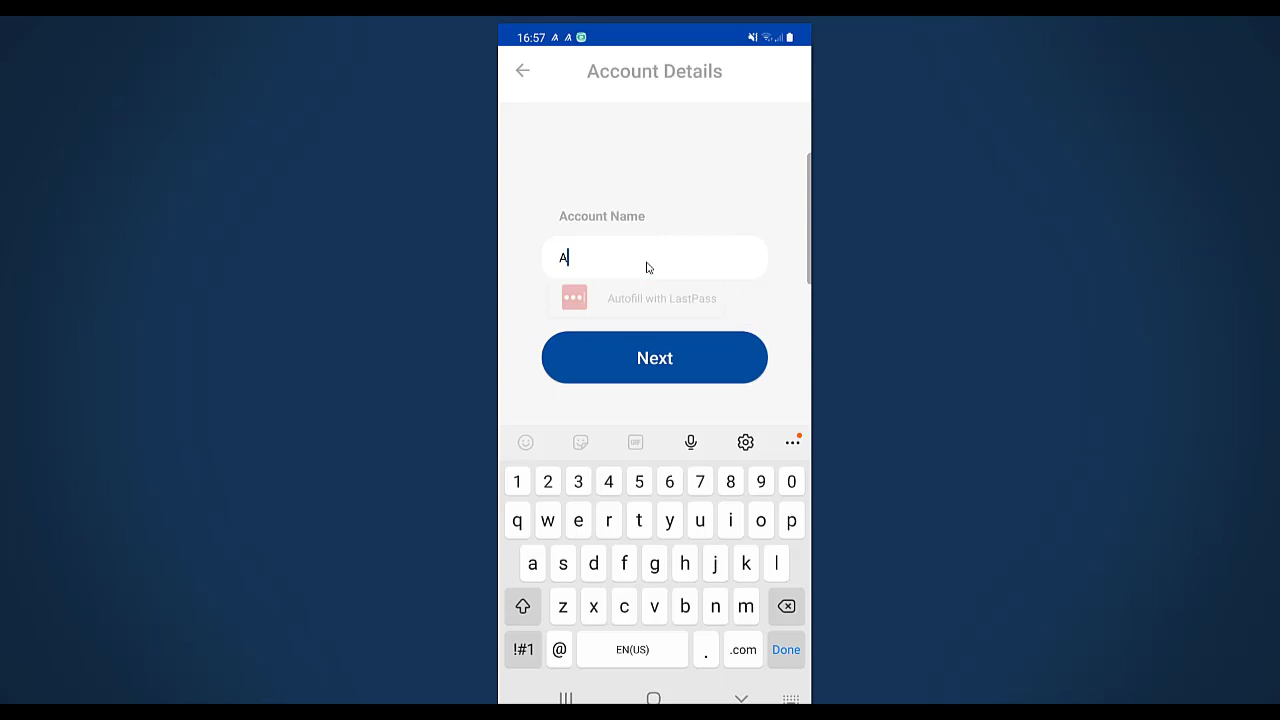 16:57
Account Details
Account Name
A
Autofill with LastPass
Next
GIF
1 2 3 4 5 6 7 8 9 0
q w e r t y u i o p
a s d f g h j k l
z x c v b n m
!#1 @ EN(US) . .com Done